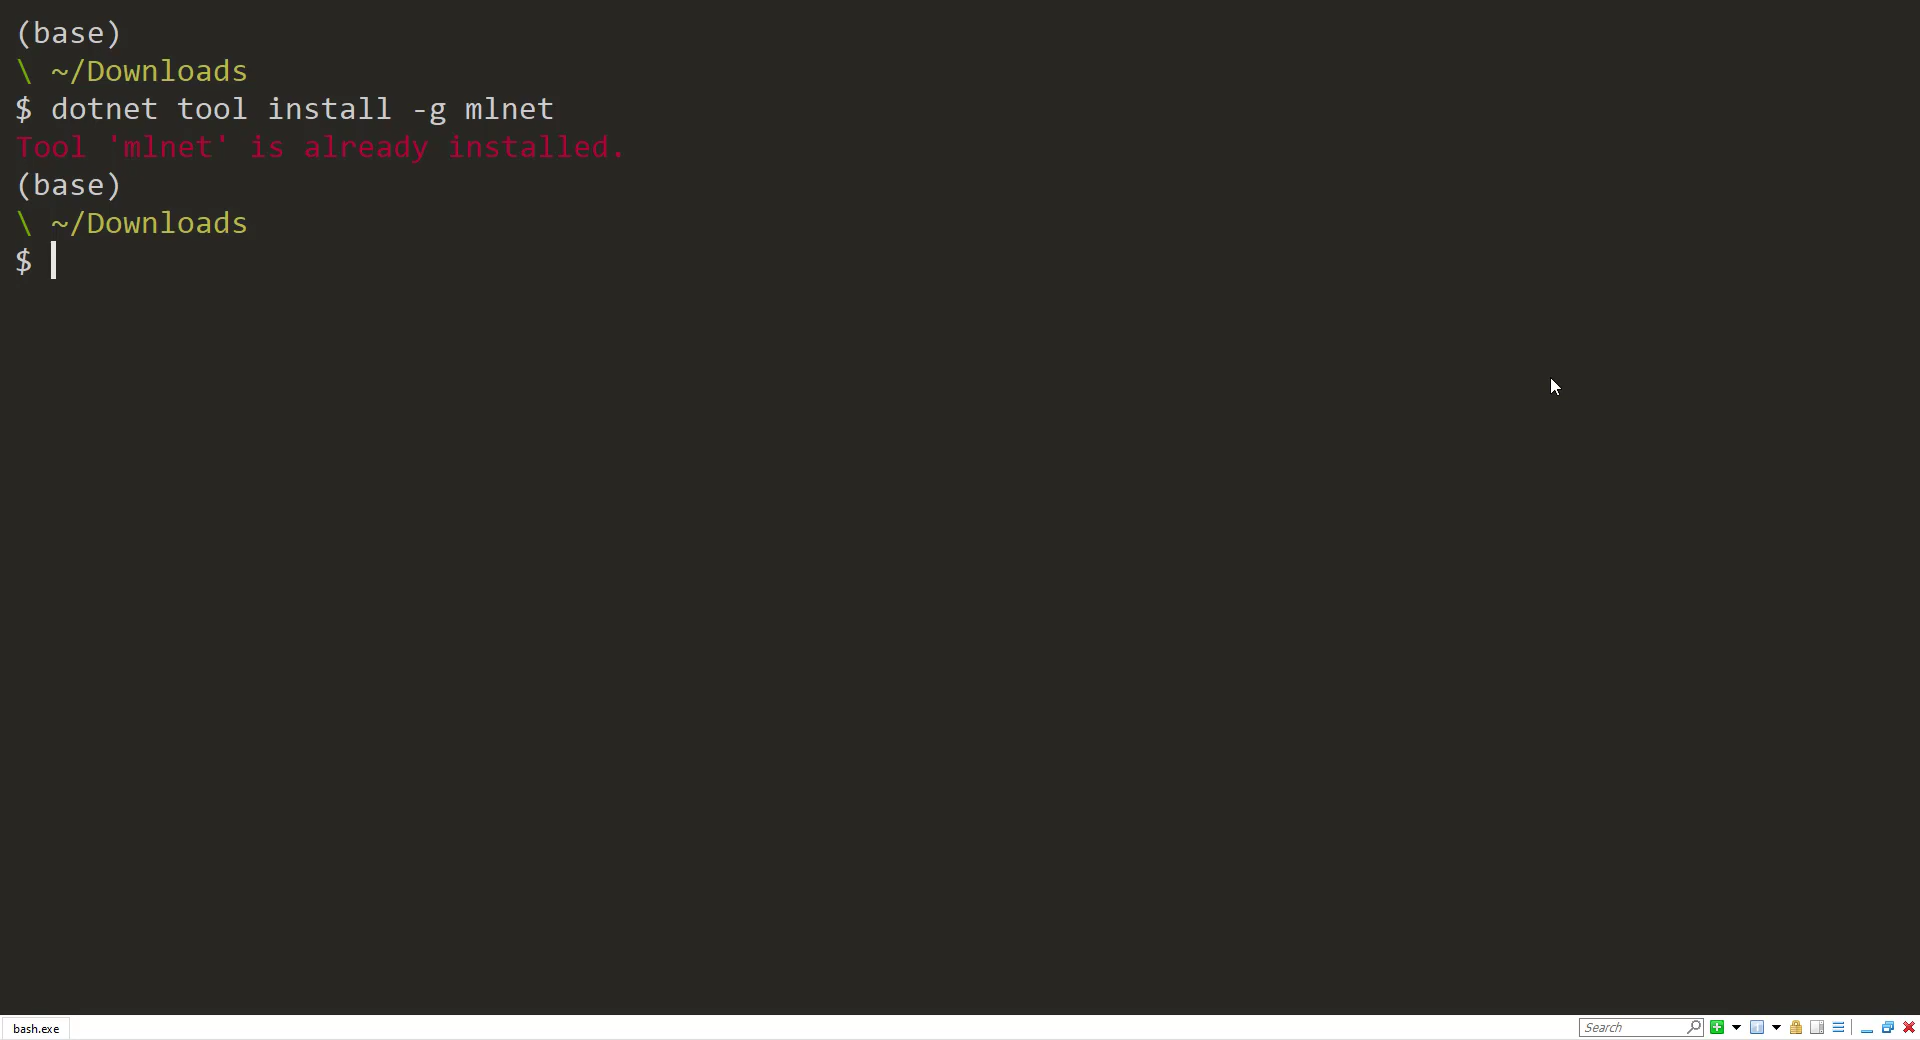 (base)
\ ~/Downloads
$ dotnet tool install -g mlnet
Tool 'mlnet' is already installed.
(base)
\ ~/Downloads
$
bash.exe
Search